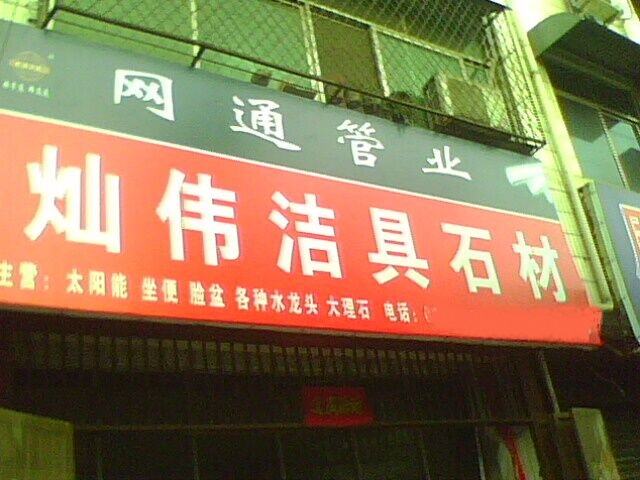 网通管业
灿伟洁具石材
主营：太阳能 坐便 脸盆 各种水龙头 大理石 电话：